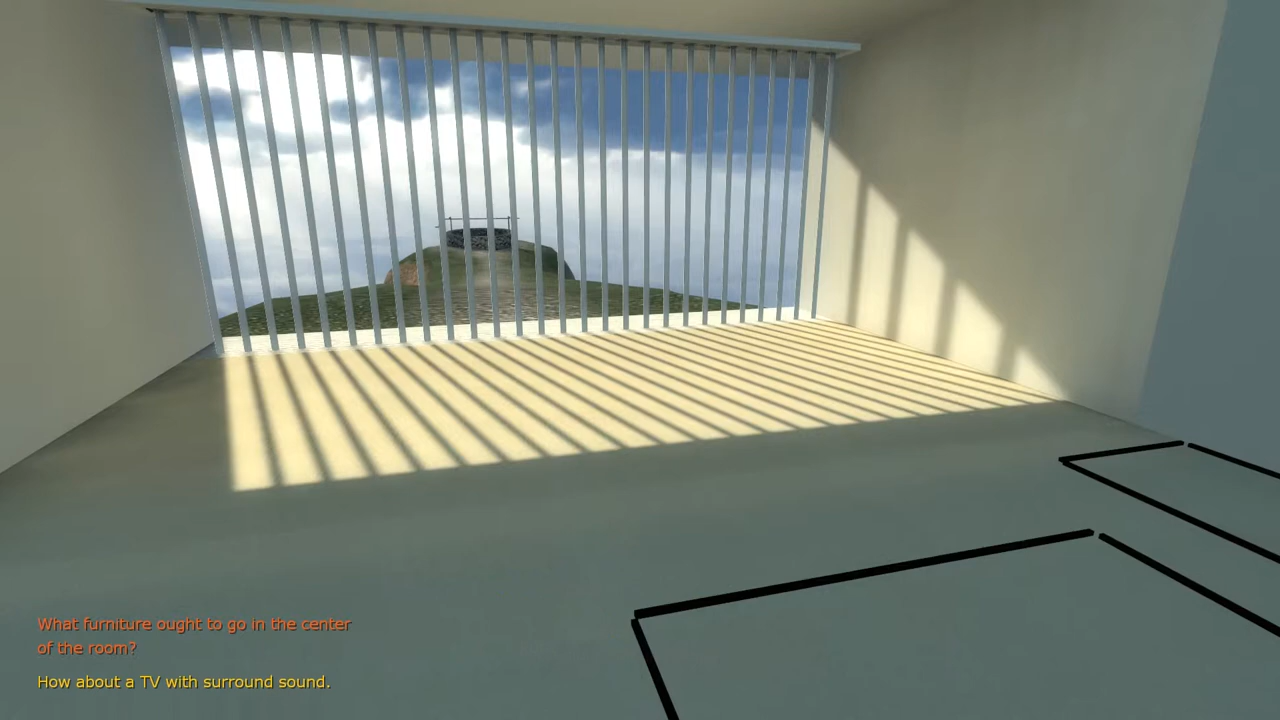 What furniture ought to go in the center
of the room?
How about a TV with surround sound.